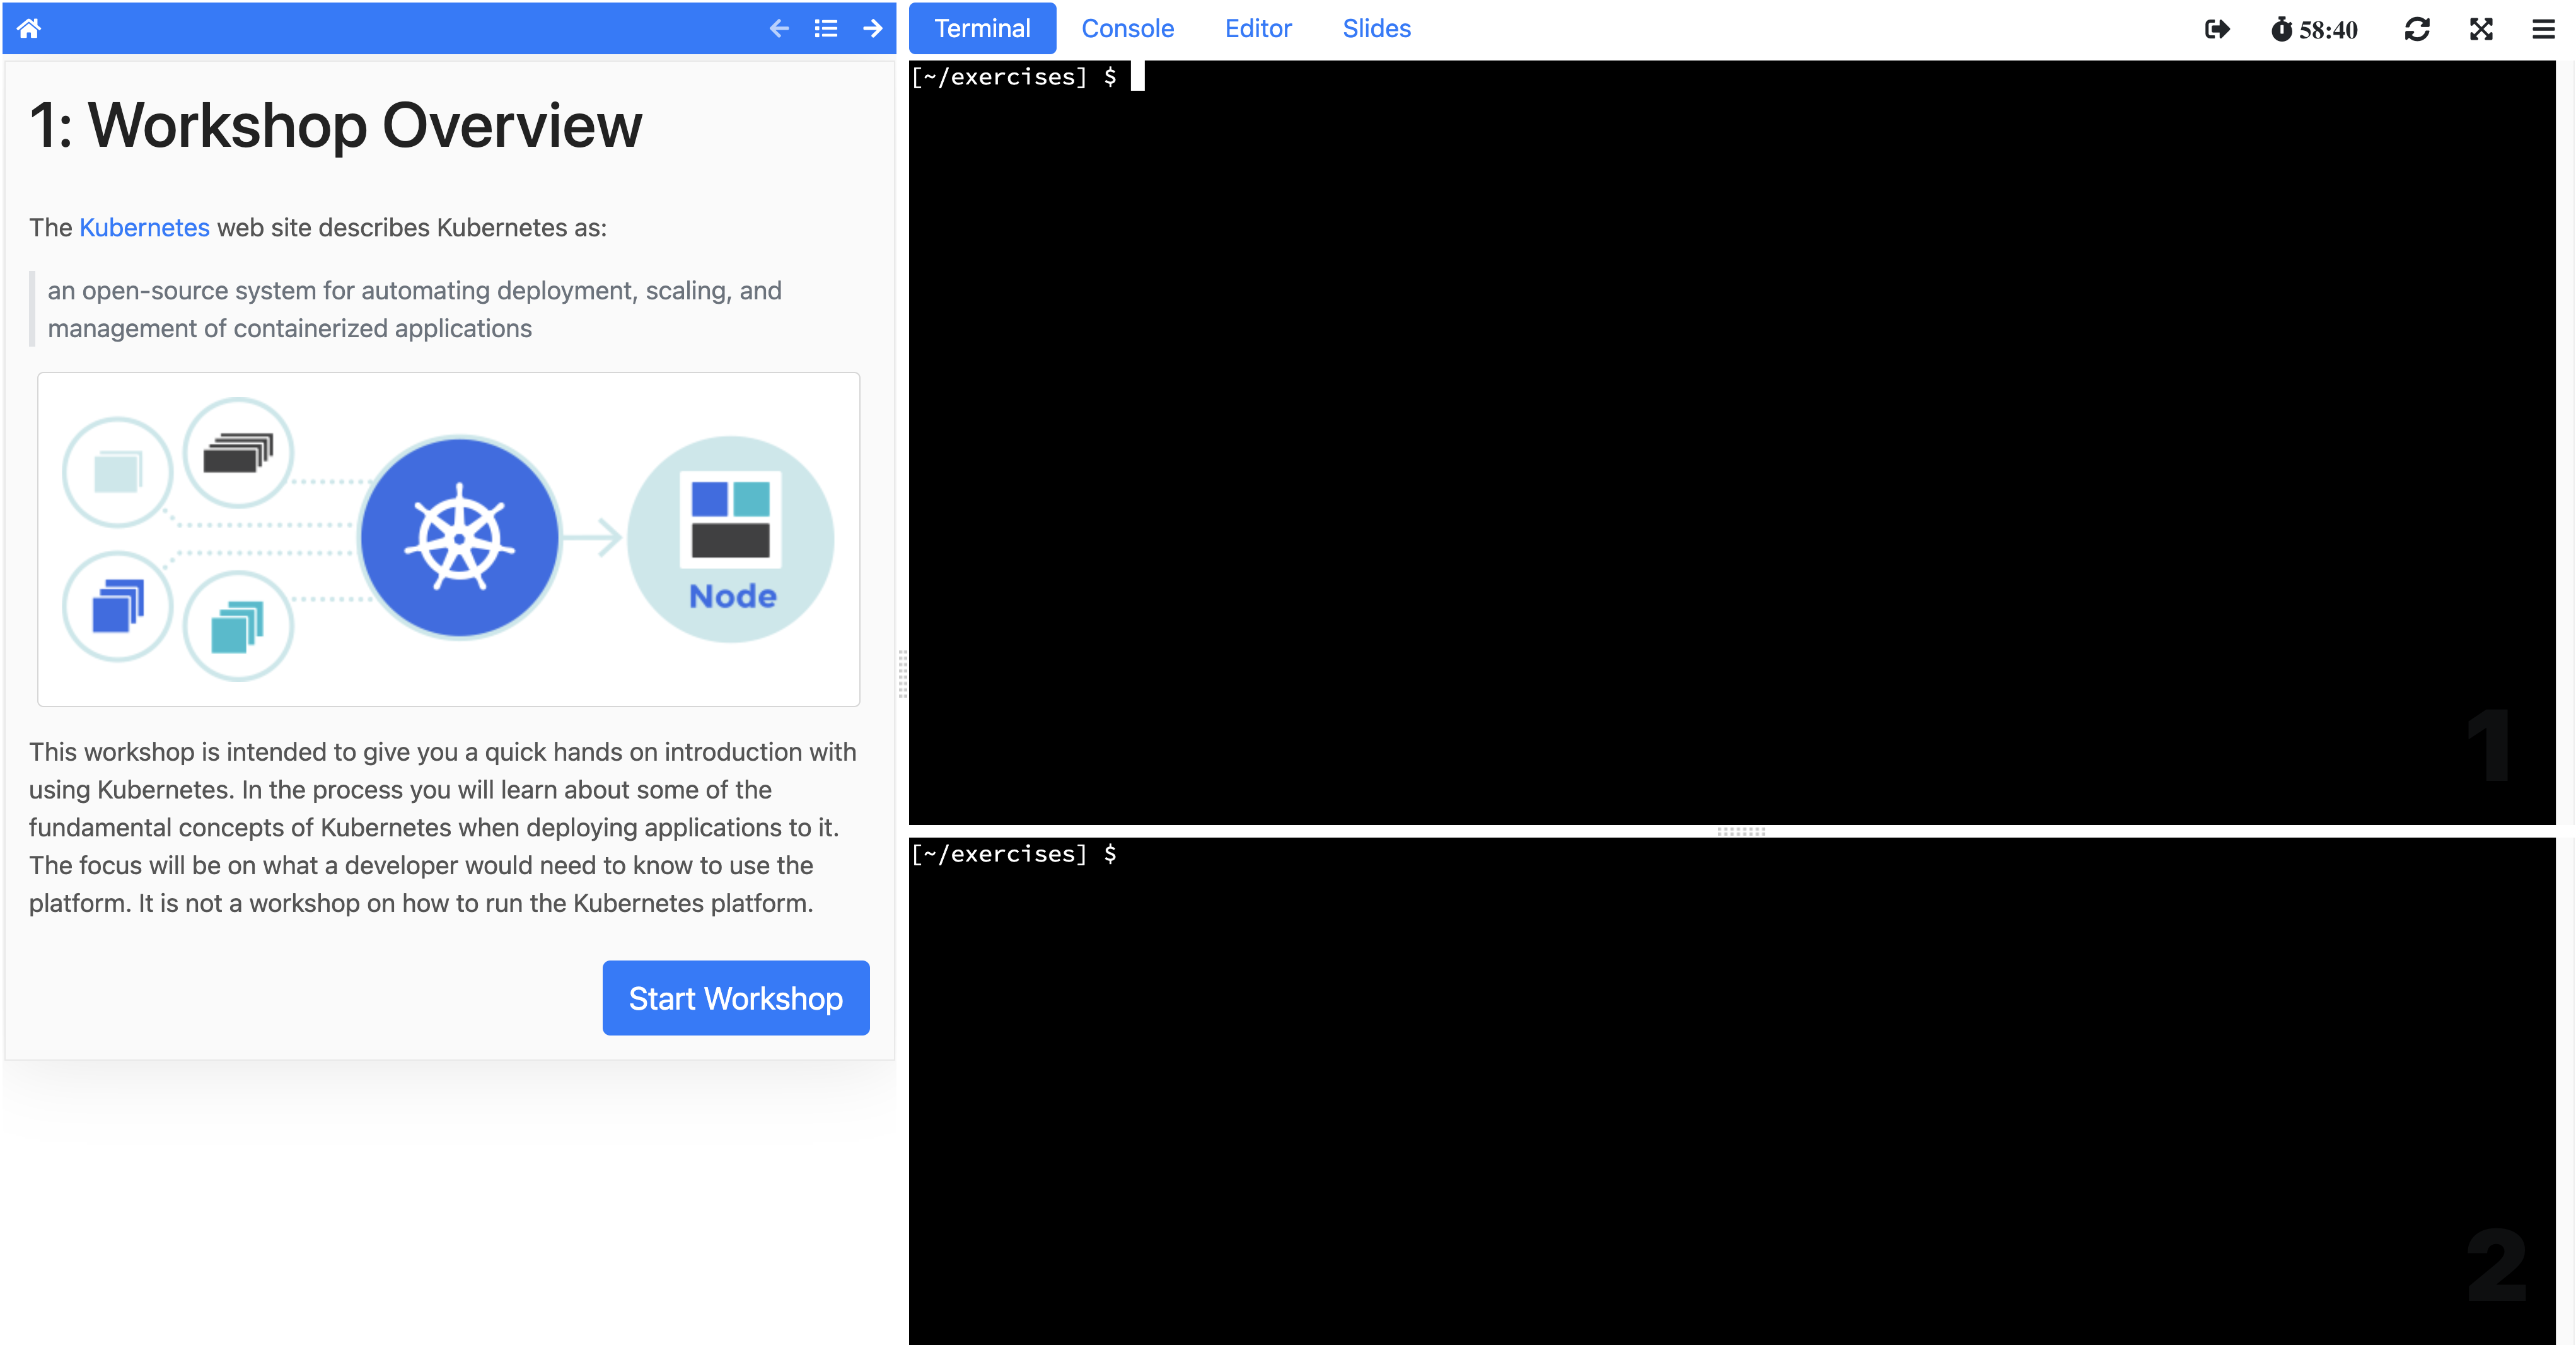 1: Workshop Overview
The Kubernetes web site describes Kubernetes as:
an open-source system for automating deployment, scaling, and
management of containerized applications
Node
This workshop is intended to give you a quick hands on introduction with
using Kubernetes. In the process you will learn about some of the
fundamental concepts of Kubernetes when deploying applications to it.
The focus will be on what a developer would need to know to use the
platform. It is not a workshop on how to run the Kubernetes platform.
Start Workshop
Terminal Console Editor Slides 58:40
[~/exercises] $
1
[~/exercises] $
2